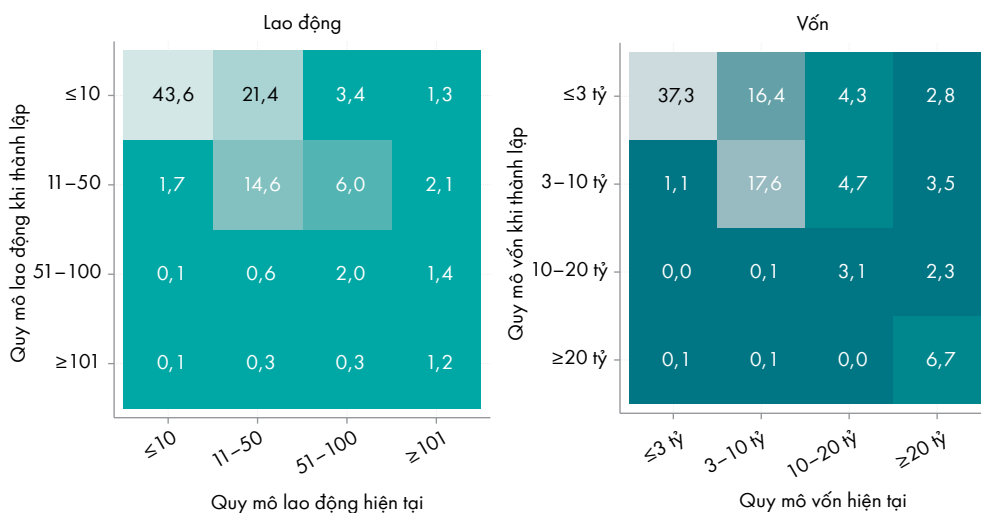 Lao động
Quy mô lao động khi thành lập
≤10 43,6 21,4 3,4 1,3
11–50 1,7 14,6 6,0 2,1
51–100 0,1 0,6 2,0 1,4
≥101 0,1 0,3 0,3 1,2
≤10 11–50 51–100 ≥101
Quy mô lao động hiện tại
Vốn
Quy mô vốn khi thành lập
≤3 tỷ 37,3 16,4 4,3 2,8
3–10 tỷ 1,1 17,6 4,7 3,5
10–20 tỷ 0,0 0,1 3,1 2,3
≥20 tỷ 0,1 0,1 0,0 6,7
≤3 tỷ 3–10 tỷ 10–20 tỷ ≥20 tỷ
Quy mô vốn hiện tại